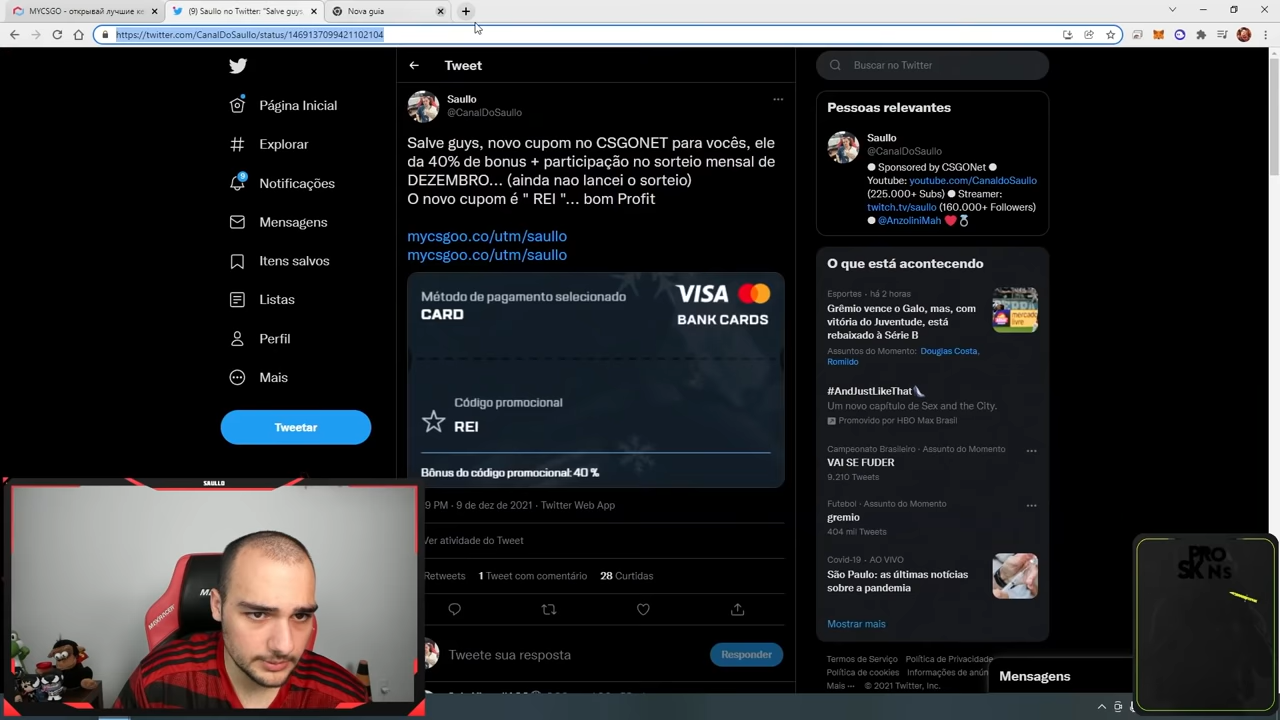 MYCSGO - открывай лучшие ке
(9) Saullo no Twitter: "Salve guys,
Nova guia
https://twitter.com/CanalDoSaullo/status/1469137099421102104
Página Inicial
Explorar
9
Notificações
Mensagens
Itens salvos
Listas
Perfil
Mais
Tweetar
Tweet
Saullo
@CanalDoSaullo
Salve guys, novo cupom no CSGONET para vocês, ele
da 40% de bonus + participação no sorteio mensal de
DEZEMBRO... (ainda nao lancei o sorteio)
O novo cupom é " REI "... bom Profit
mycsgoo.co/utm/saullo
mycsgoo.co/utm/saullo
Método de pagamento selecionado
CARD
VISA
BANK CARDS
Código promocional
REI
Bônus do código promocional: 40 %
9 PM · 9 de dez de 2021 · Twitter Web App
Ver atividade do Tweet
Retweets 1 Tweet com comentário 28 Curtidas
Tweete sua resposta
Responder
Buscar no Twitter
Pessoas relevantes
Saullo
@CanalDoSaullo
● Sponsored by CSGONet ●
Youtube: youtube.com/CanaldoSaullo
(225.000+ Subs) ● Streamer:
twitch.tv/saullo (160.000+ Followers)
● @AnzoliniMah ❤️💍
O que está acontecendo
Esportes · há 2 horas
Grêmio vence o Galo, mas, com
vitória do Juventude, está
rebaixado à Série B
Assuntos do Momento: Douglas Costa,
Romildo
#AndJustLikeThat
Um novo capítulo de Sex and the City.
Promovido por HBO Max Brasil
Campeonato Brasileiro · Assunto do Momento
VAI SE FUDER
9.210 Tweets
Futebol · Assunto do Momento
gremio
404 mil Tweets
Covid-19 · AO VIVO
São Paulo: as últimas notícias
sobre a pandemia
Mostrar mais
Termos de Serviço Política de Privacidade
Política de cookies Informações de anún
Mais ··· © 2021 Twitter, Inc.
Mensagens
SAULLO
PRO
SKINS